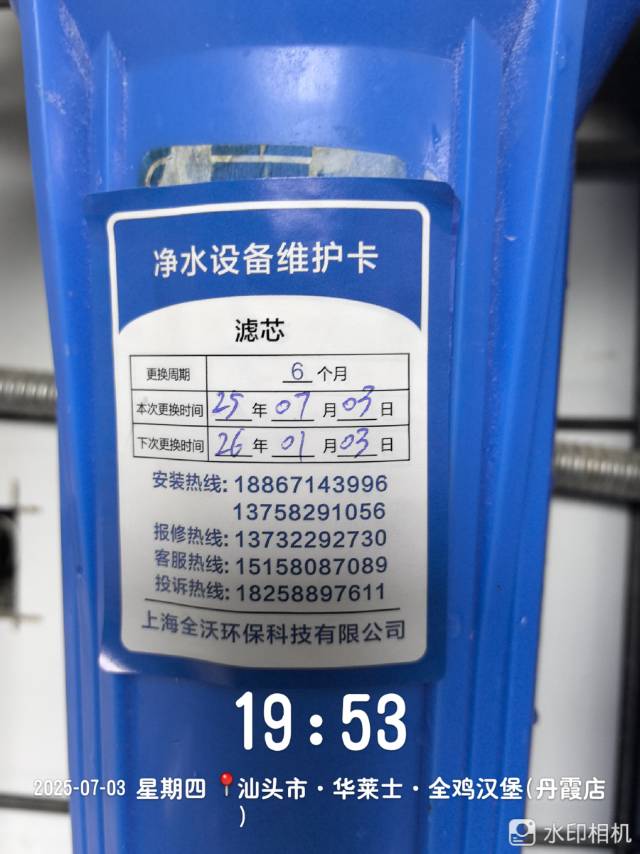 净水设备维护卡
滤芯
更换周期 6 个月
本次更换时间 25 年 07 月 03 日
下次更换时间 26 年 01 月 03 日
安装热线: 18867143996
13758291056
报修热线: 13732292730
客服热线: 15158087089
投诉热线: 18258897611
上海全沃环保科技有限公司
19:53
2025-07-03 星期四 汕头市·华莱士·全鸡汉堡(丹霞店
)
水印相机